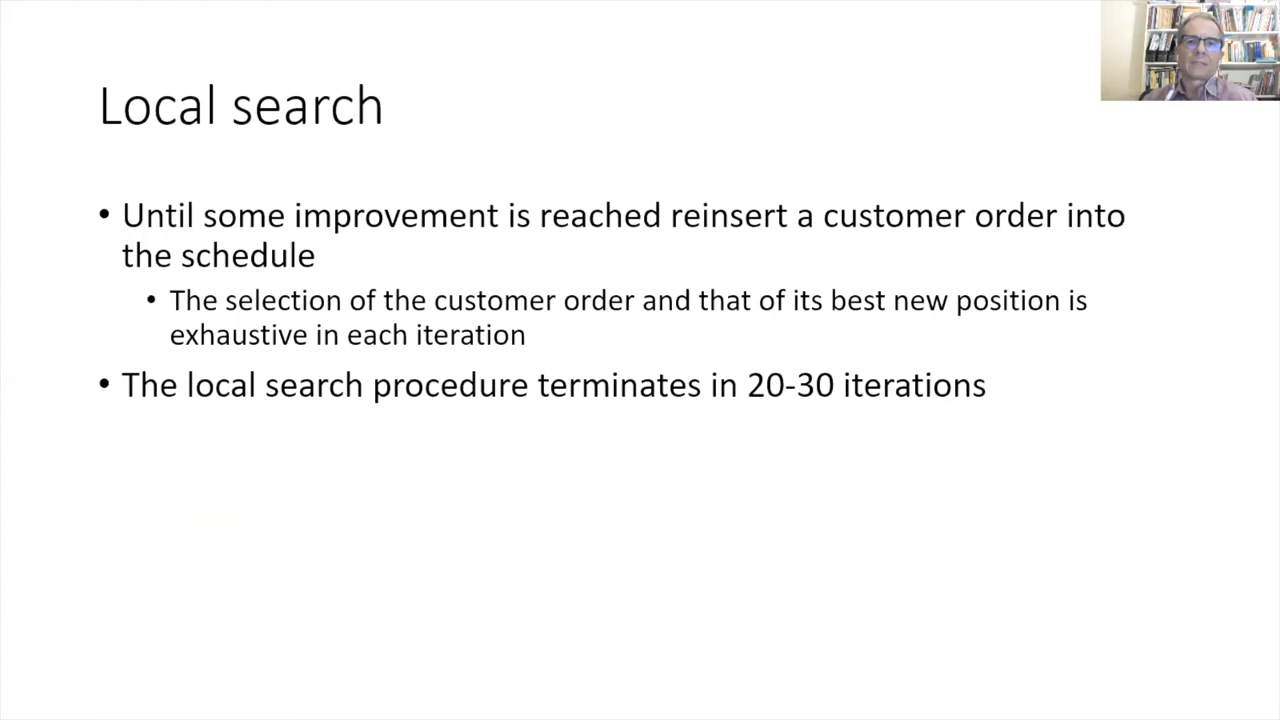 Local search
• Until some improvement is reached reinsert a customer order into
the schedule
• The selection of the customer order and that of its best new position is
exhaustive in each iteration
• The local search procedure terminates in 20-30 iterations